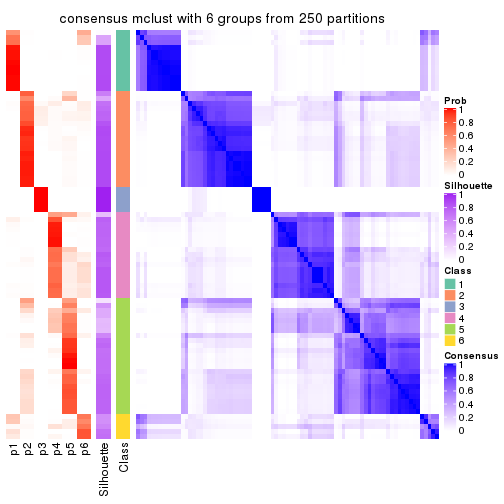 consensus mclust with 6 groups from 250 partitions
Prob
1
0.8
0.6
0.4
0.2
0
Silhouette
1
0.8
0.6
0.4
0.2
0
Class
1
2
3
4
5
6
Consensus
1
0.8
0.6
0.4
0.2
0
p1
p2
p3
p4
p5
p6
Silhouette
Class